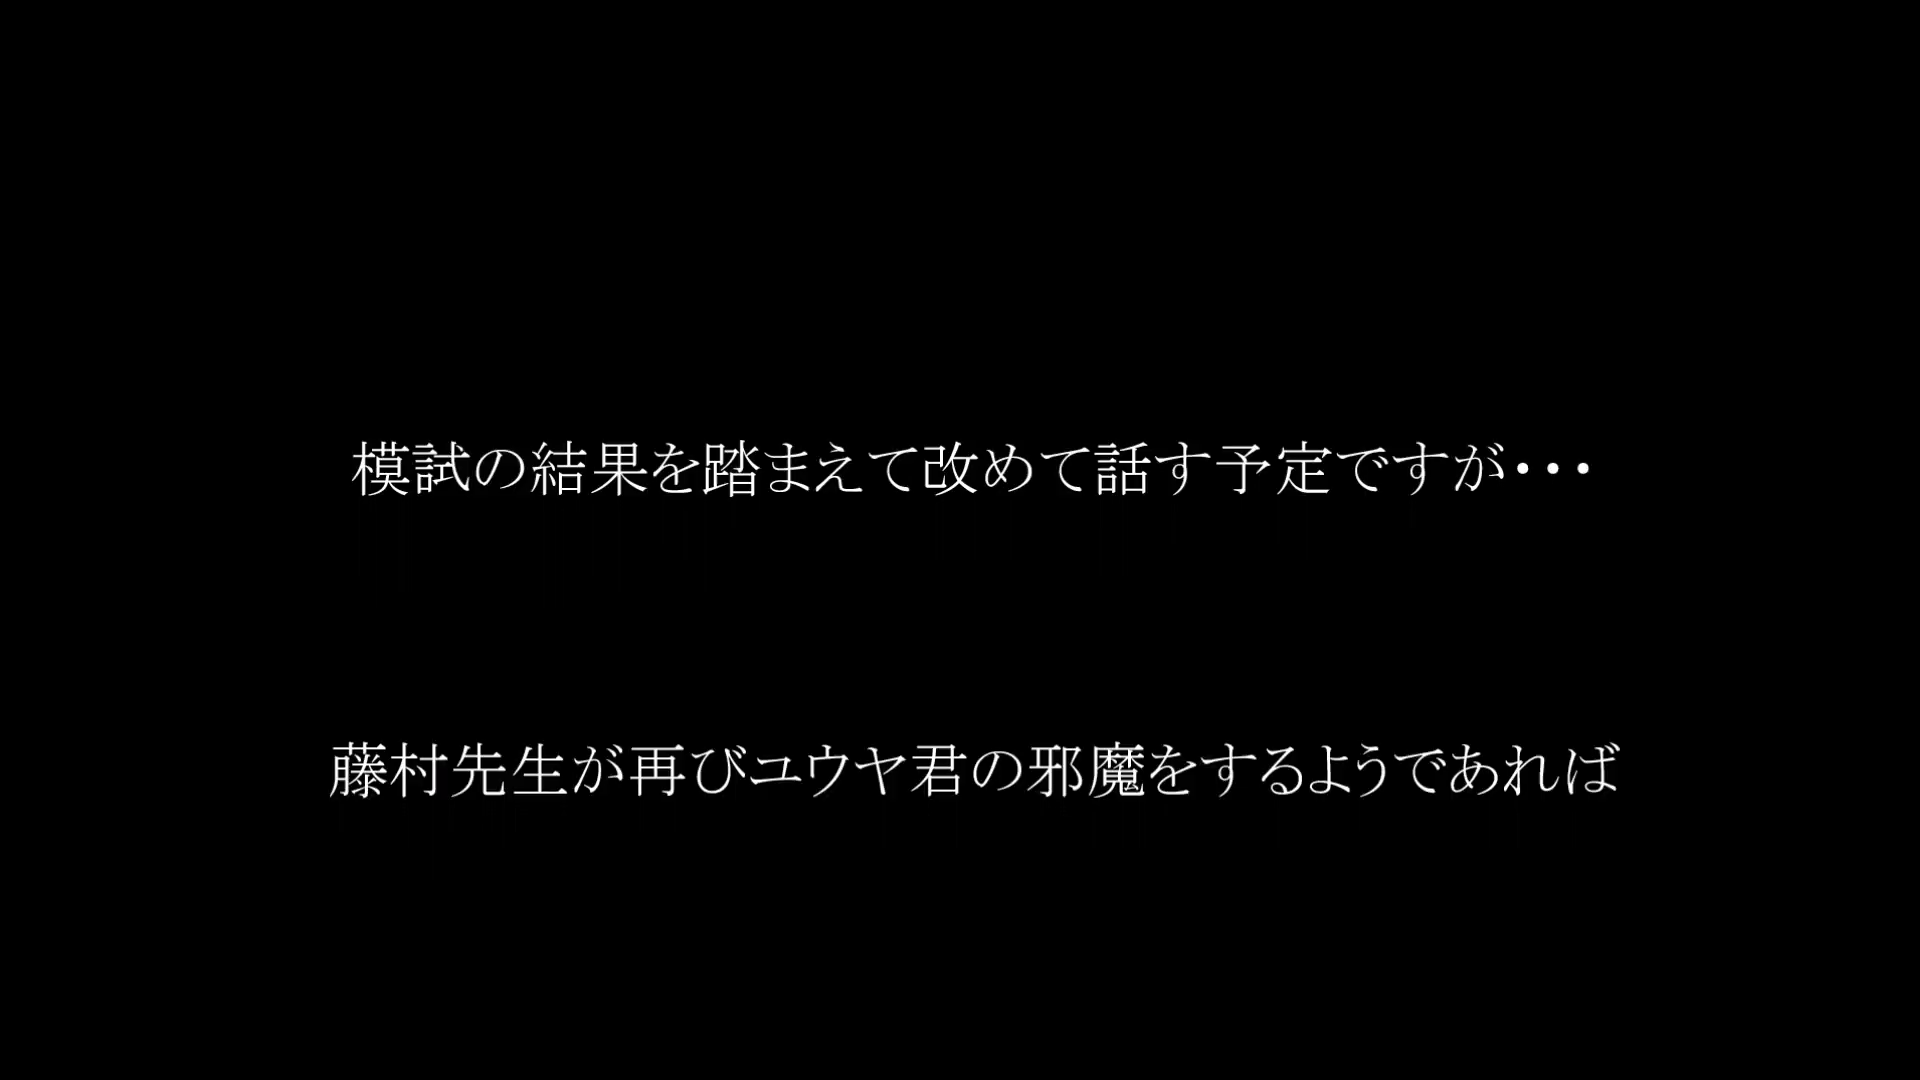 模試の結果を踏まえて改めて話す予定ですが・・・
藤村先生が再びユウヤ君の邪魔をするようであれば